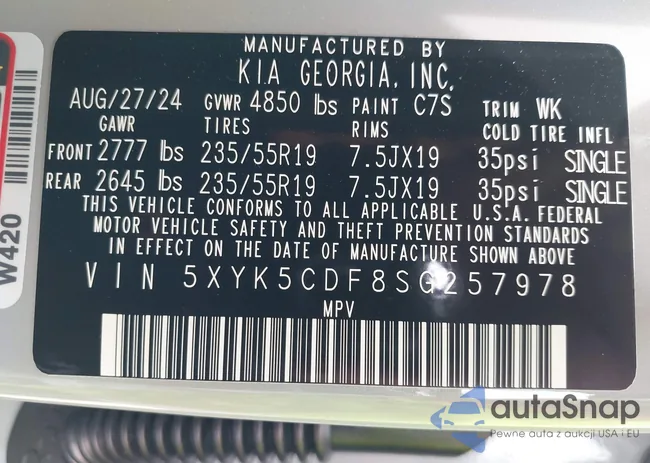 MANUFACTURED BY
KIA GEORGIA, INC.
AUG/27/24 GVWR 4850 lbs PAINT C7S TRIM WK
GAWR TIRES RIMS COLD TIRE INFL
FRONT 2777 lbs 235/55R19 7.5JX19 35psi SINGLE
REAR 2645 lbs 235/55R19 7.5JX19 35psi SINGLE
THIS VEHICLE CONFORMS TO ALL APPLICABLE U.S.A. FEDERAL
MOTOR VEHICLE SAFETY AND THEFT PREVENTION STANDARDS
IN EFFECT ON THE DATE OF MANUFACTURE SHOWN ABOVE
VIN 5XYK5CDF8SG257978
MPV
W420
autaSnap
Pewne auta z aukcji USA i EU